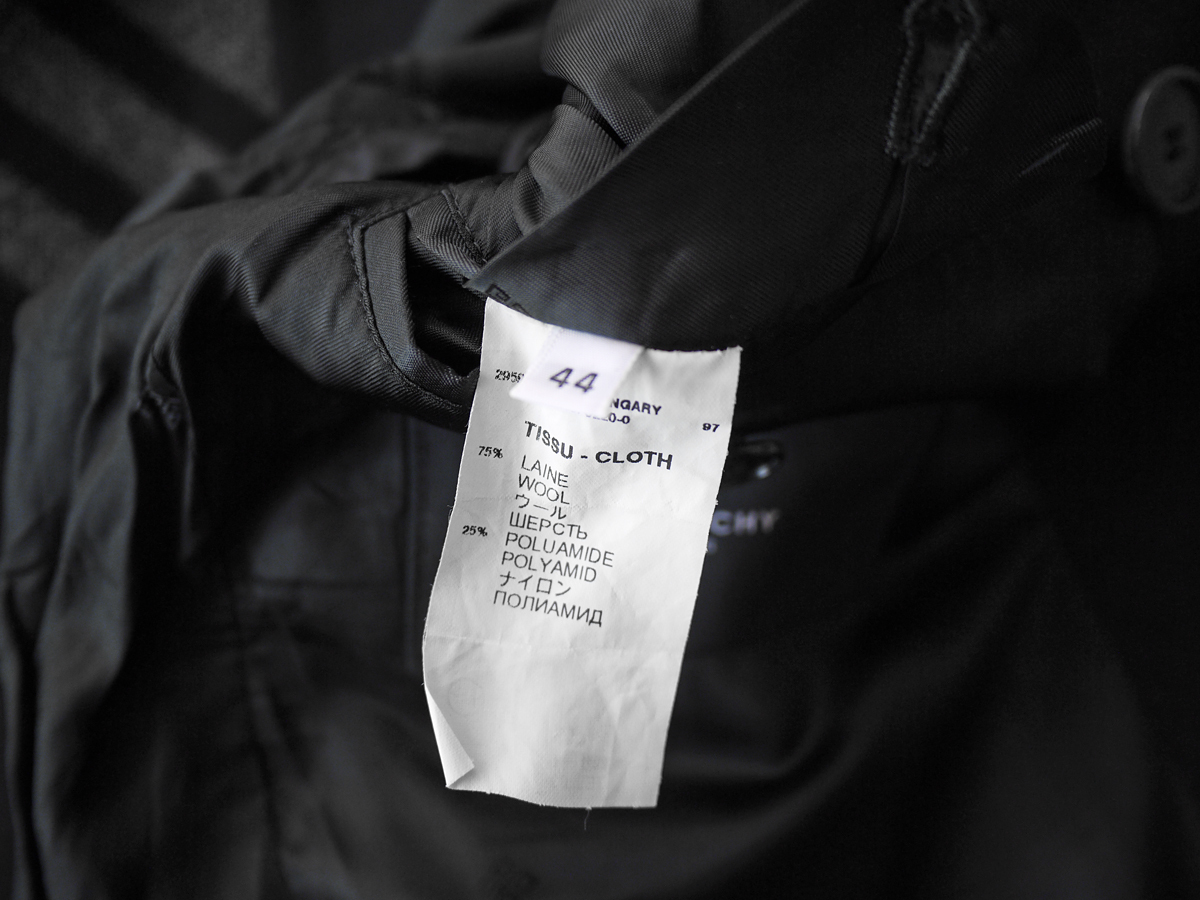 44
NGARY
97
TISSU - CLOTH
75% LAINE
WOOL
ウール
ШЕРСТЬ
25% POLUAMIDE
POLYAMID
ナイロン
ПОЛИАМИД
CHY